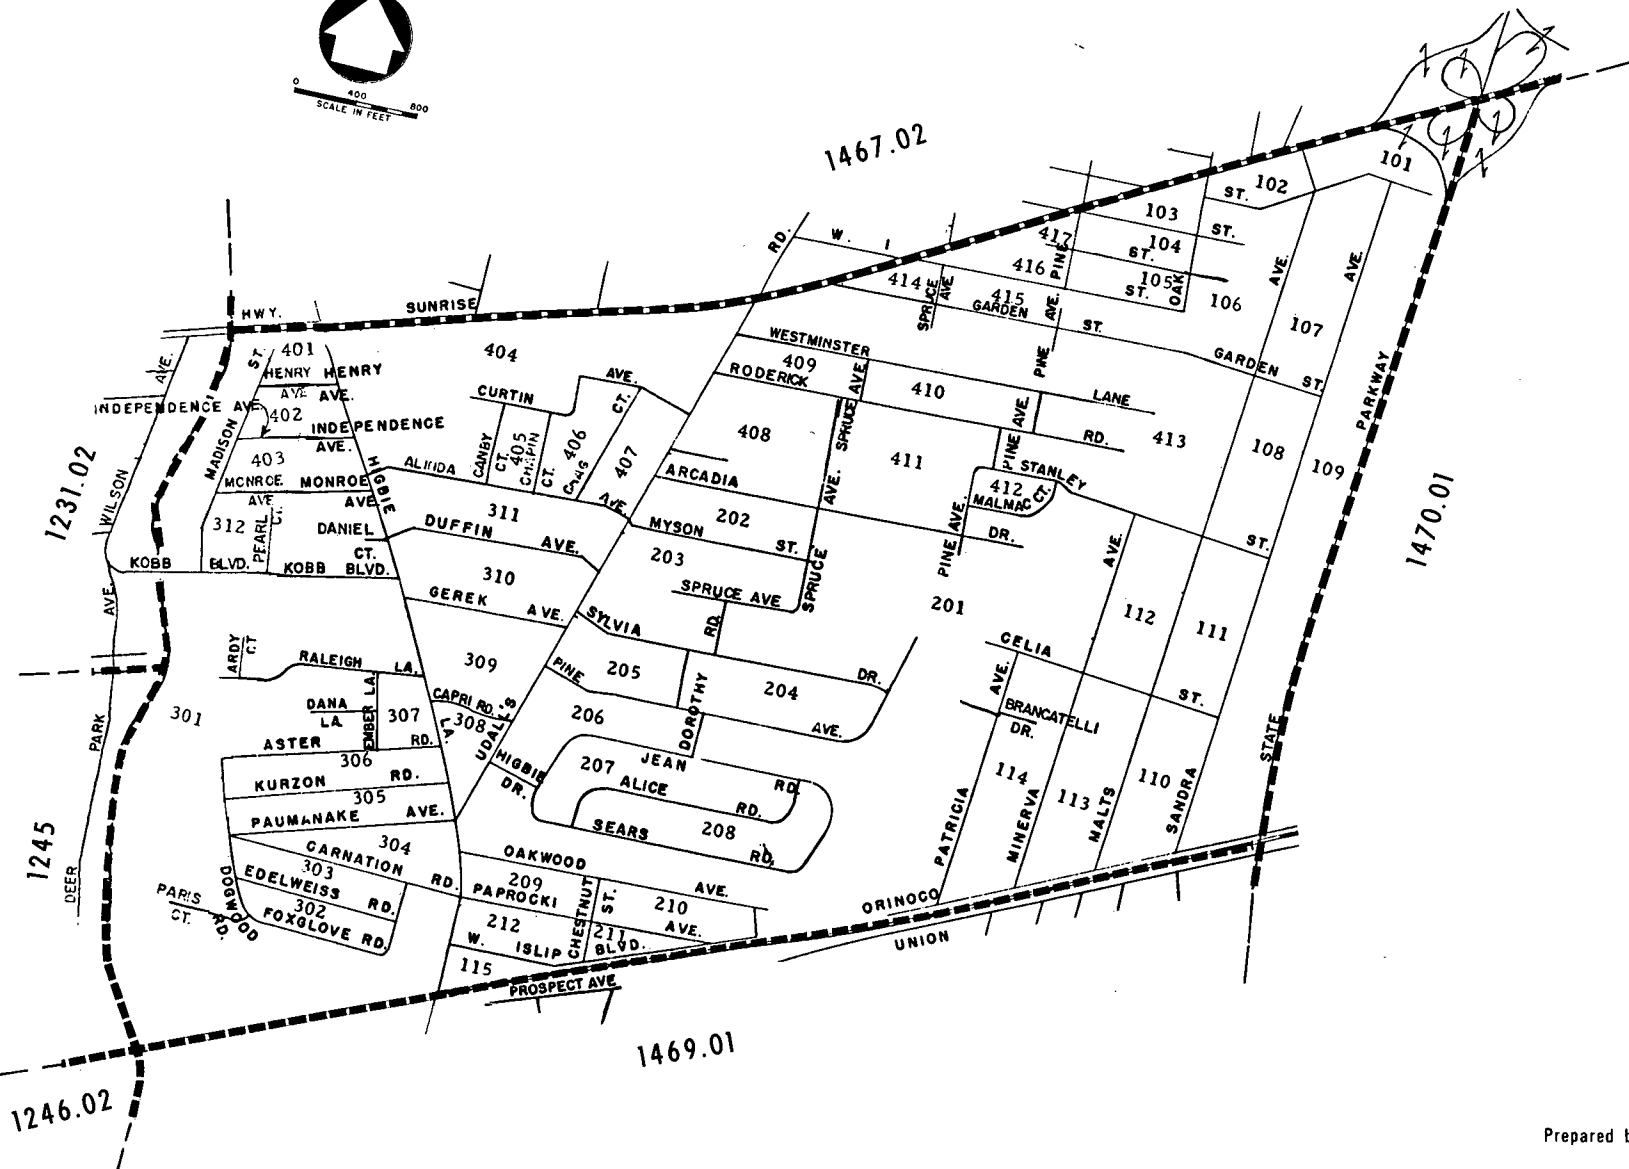 0 400 800
SCALE IN FEET
1467.02
101
102
ST.
103
ST.
417
104
ST.
RD.
W. I
416
PINE
105
ST.
OAK
106
AVE.
AVE.
414
SPRUCE AVE
415
GARDEN
AVE.
ST.
107
HWY.
SUNRISE
401
404
ST.
AVE.
HENRY HENRY
AVE AVE.
WESTMINSTER
409
RODERICK
AVE
410
PINE
LANE
GARDEN ST.
PARKWAY
CURTIN
AVE.
CT.
INDEPENDENCE AVE
402
INDEPENDENCE
AVE.
MADISON
403
408
SPRUCE
AVE.
RD.
413
108
109
CANBY CT.
405
CHAPIN CT.
406
407
411
PINE
STANLEY
412
MALMAC CT.
ALIIDA
AVE.
ARCADIA
MONROE MONROE
AVE AVE
HIGBIE
1231.02
WILSON
312
PEARL
DANIEL
CT.
311
DUFFIN AVE.
202
MYSON ST.
AVE.
SPRUCE
PINE AVE
DR.
AVE.
ST.
1470.01
KOBB BLVD. KOBB BLVD.
310
203
GEREK AVE.
SPRUCE AVE
201
AVE.
SYLVIA
RD.
112
111
ARDY CT
RALEIGH LA.
309
205
204
DR.
CELIA
ST.
PINE
AVE.
301
DANA
LA.
EMBER LA.
307
CAPRI RD.
308
LA.
UDALL'S
206
DOROTHY
AVE.
BRANCATELLI
DR.
PARK
ASTER RD.
306
HIGBIE
DR.
207
JEAN
RD.
114
113
110
STATE
KURZON RD.
305
ALICE
RD.
208
PAUMANAKE AVE.
SEARS
RD.
PATRICIA
MINERVA
MALTS
SANDRA
1245
DEER
304
CARNATION RD.
303
OAKWOOD
AVE.
EDELWEISS RD.
209
PAPROCKI
CHESTNUT ST.
210
AVE.
302
FOXGLOVE RD.
DOGWOOD
RD.
PARIS
CT.
212
211
W. ISLIP BLVD.
ORINOCO
UNION
115
PROSPECT AVE
1469.01
1246.02
Prepared